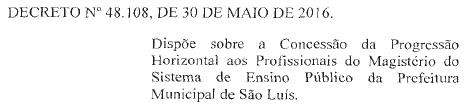 DECRETO Nº 48.108, DE 30 DE MAIO DE 2016.
Dispõe sobre a Concessão da Progressão
Horizontal aos Profissionais do Magistério do
Sistema de Ensino Público da Prefeitura
Municipal de São Luís.